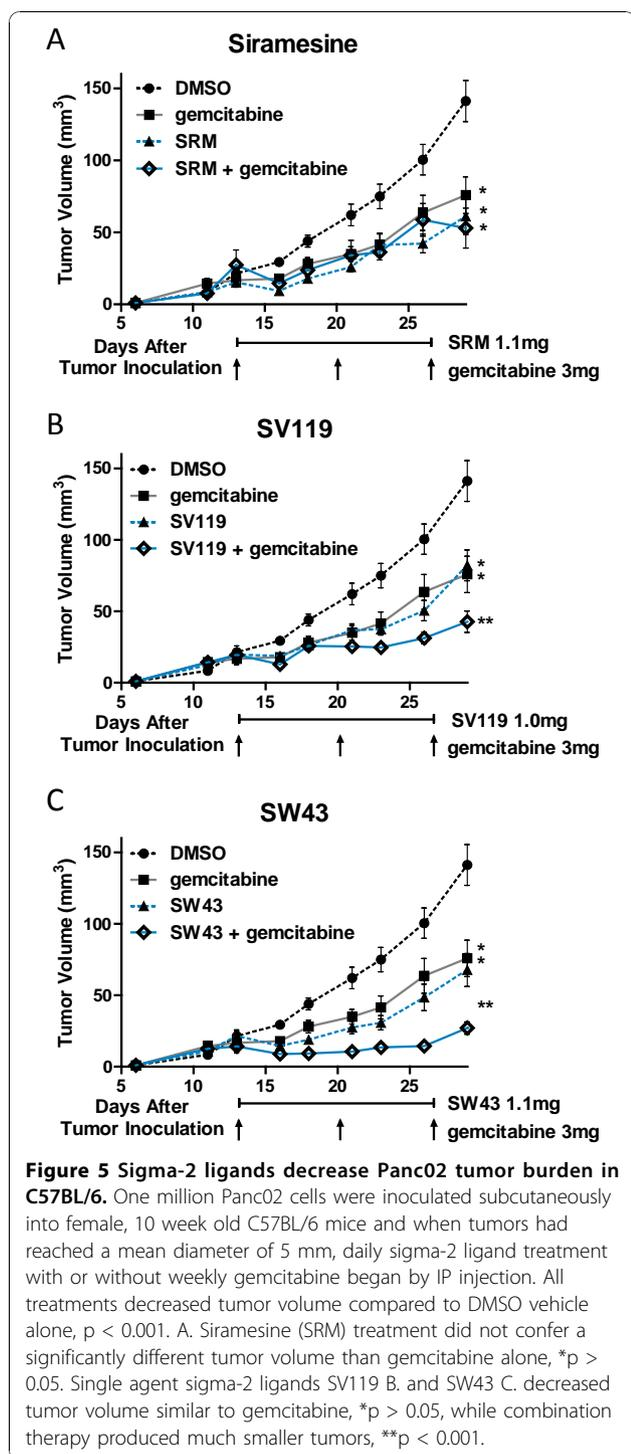 A
Siramesine
Tumor Volume (mm³)
150
100
50
0
DMSO
gemcitabine
SRM
SRM + gemcitabine
*
*
*
5 10 15 20 25
Days After
Tumor Inoculation
SRM 1.1mg
gemcitabine 3mg
B
SV119
Tumor Volume (mm³)
150
100
50
0
DMSO
gemcitabine
SV119
SV119 + gemcitabine
*
*
**
5 10 15 20 25
Days After
Tumor Inoculation
SV119 1.0mg
gemcitabine 3mg
C
SW43
Tumor Volume (mm³)
150
100
50
0
DMSO
gemcitabine
SW43
SW43 + gemcitabine
*
*
**
5 10 15 20 25
Days After
Tumor Inoculation
SW43 1.1mg
gemcitabine 3mg
Figure 5 Sigma-2 ligands decrease Panc02 tumor burden in
C57BL/6. One million Panc02 cells were inoculated subcutaneously
into female, 10 week old C57BL/6 mice and when tumors had
reached a mean diameter of 5 mm, daily sigma-2 ligand treatment
with or without weekly gemcitabine began by IP injection. All
treatments decreased tumor volume compared to DMSO vehicle
alone, p < 0.001. A. Siramesine (SRM) treatment did not confer a
significantly different tumor volume than gemcitabine alone, *p >
0.05. Single agent sigma-2 ligands SV119 B. and SW43 C. decreased
tumor volume similar to gemcitabine, *p > 0.05, while combination
therapy produced much smaller tumors, **p < 0.001.